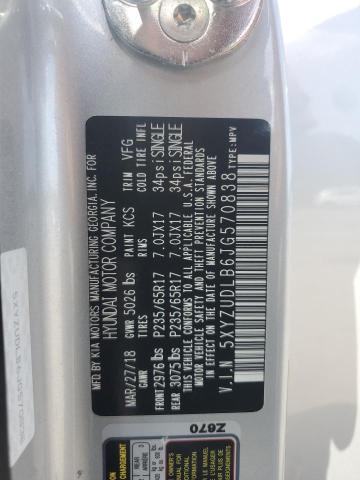 MFD. BY KIA MOTORS MANUFACTURING GEORGIA, INC. FOR
HYUNDAI MOTOR COMPANY
MAR/27/18 PAINT KCS TRIM VFG
GVWR 5026 lbs
GAWR TIRES RIMS COLD TIRE INFL
FRONT 2976 lbs P235/65R17 7.0JX17 34psi SINGLE
REAR 3075 lbs P235/65R17 7.0JX17 34psi SINGLE
THIS VEHICLE CONFORMS TO ALL APPLICABLE U.S.A. FEDERAL
MOTOR VEHICLE SAFETY STANDARDS IN EFFECT ON THE
DATE OF MANUFACTURE SHOWN ABOVE.
V.I.N 5XYZUDLB6JG570838 TYPE:MPV
Z670